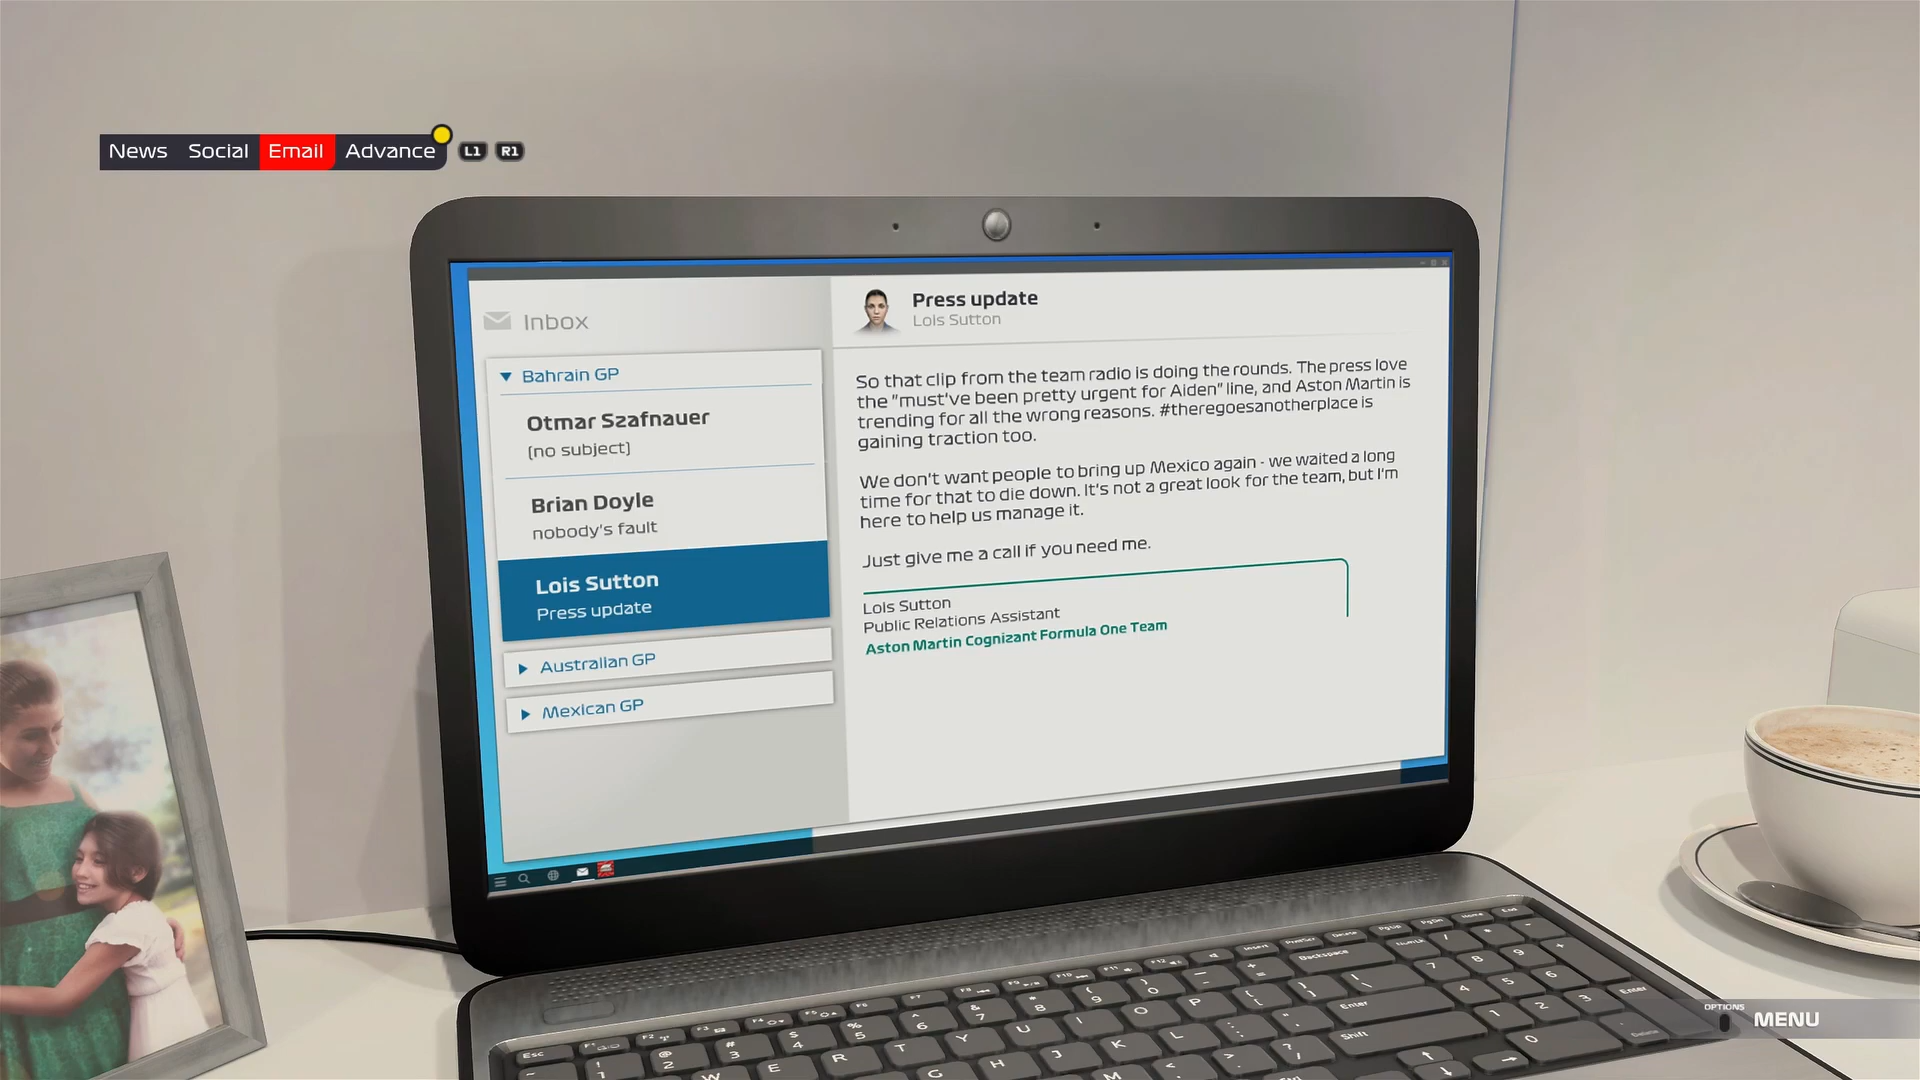 News Social Email Advance L1 R1
Inbox
Bahrain GP
Otmar Szafnauer
(no subject)
Brian Doyle
nobody's fault
Lois Sutton
Press update
Australian GP
Mexican GP
Press update
Lois Sutton
So that clip from the team radio is doing the rounds. The press love
the "must've been pretty urgent for Aiden" line, and Aston Martin is
trending for all the wrong reasons. #theregoesanotherplace is
gaining traction too.
We don't want people to bring up Mexico again - we waited a long
time for that to die down. It's not a great look for the team, but I'm
here to help us manage it.
Just give me a call if you need me.
Lois Sutton
Public Relations Assistant
Aston Martin Cognizant Formula One Team
OPTIONS
MENU
Esc
Backspace
Enter
Shift
Enter